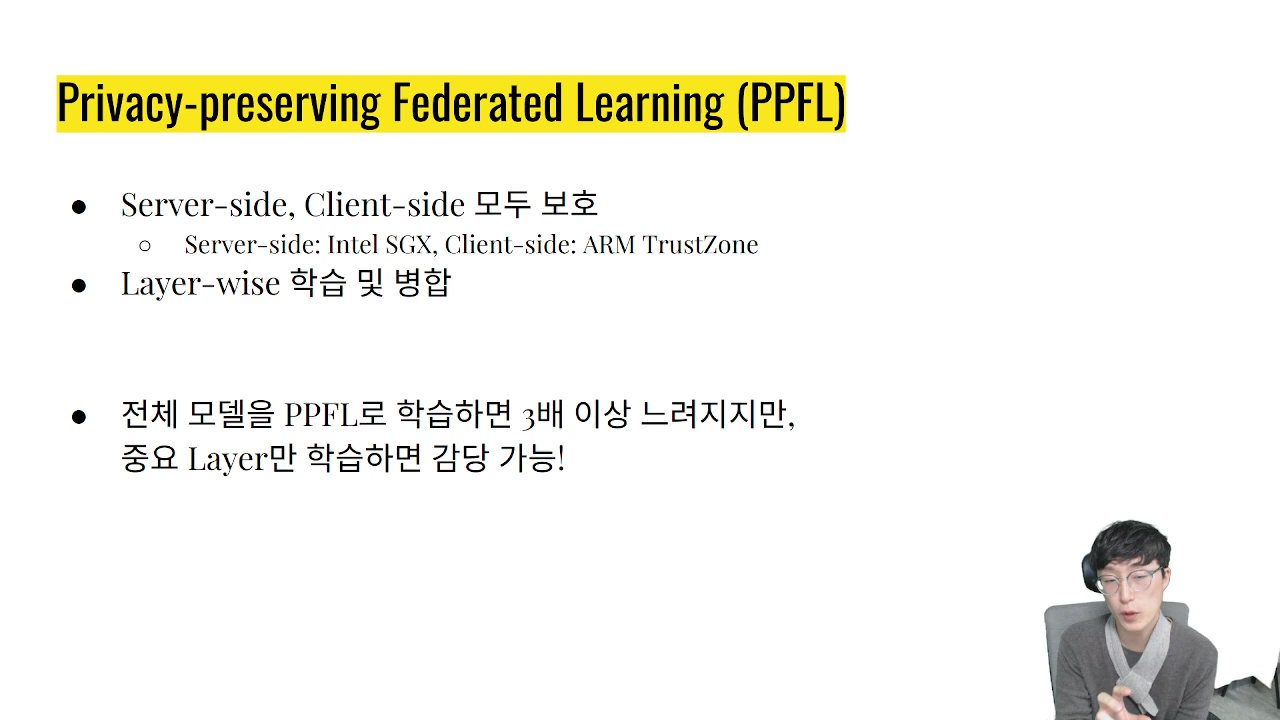 Privacy-preserving Federated Learning (PPFL)
● Server-side, Client-side 모두 보호
○ Server-side: Intel SGX, Client-side: ARM TrustZone
● Layer-wise 학습 및 병합
● 전체 모델을 PPFL로 학습하면 3배 이상 느려지지만,
중요 Layer만 학습하면 감당 가능!